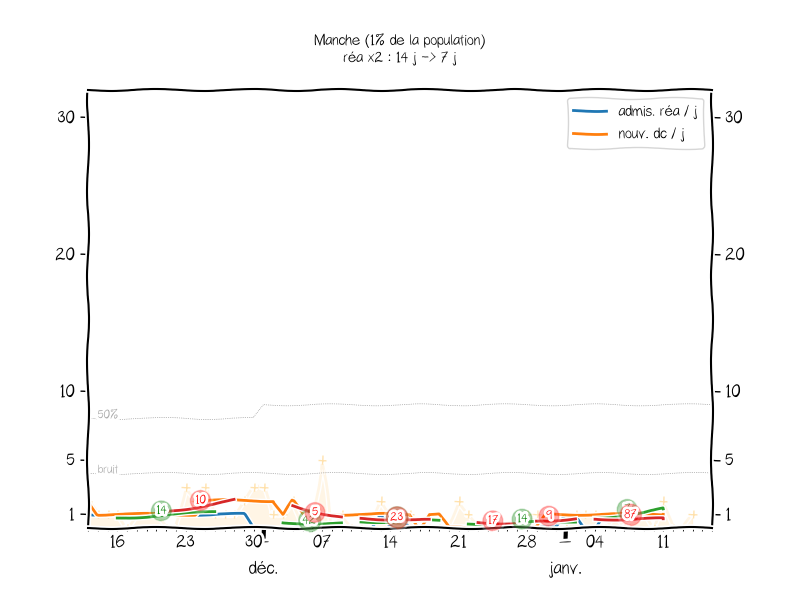 Manche (1% de la population)
réa x2 : 14 j -> 7 j
admis. réa / j
nouv. dc / j
30 30
20 20
10 10
50%
5 5
bruit
1 1
14 10 5 23 17 14 9 87
16 23 30 07 14 21 28 04 11
déc. janv.